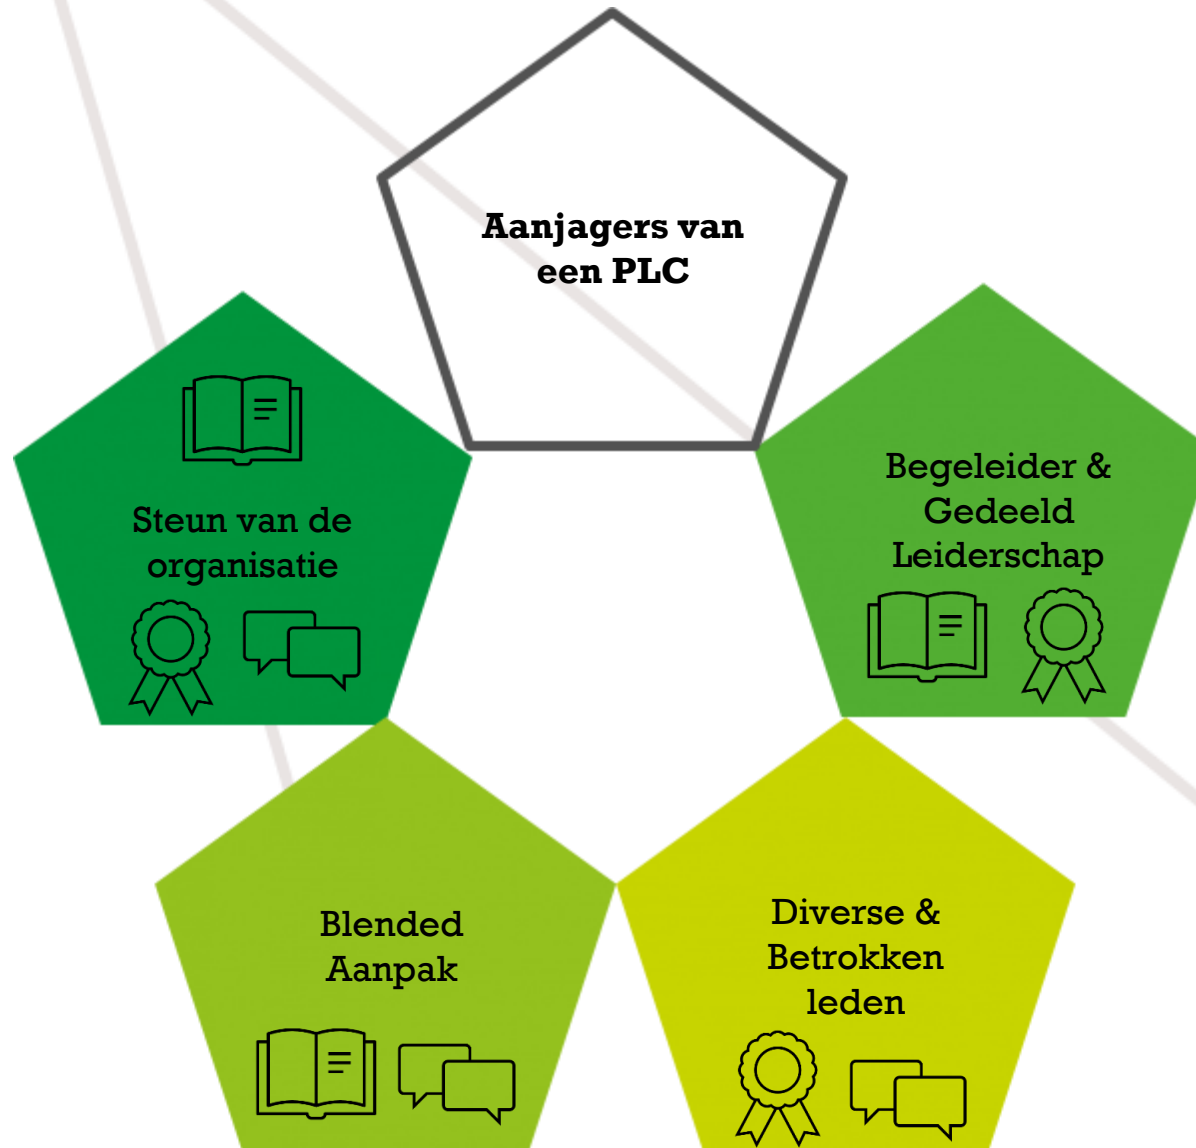 Aanjagers van
een PLC
Steun van de
organisatie
Begeleider &
Gedeeld
Leiderschap
Blended
Aanpak
Diverse &
Betrokken
leden